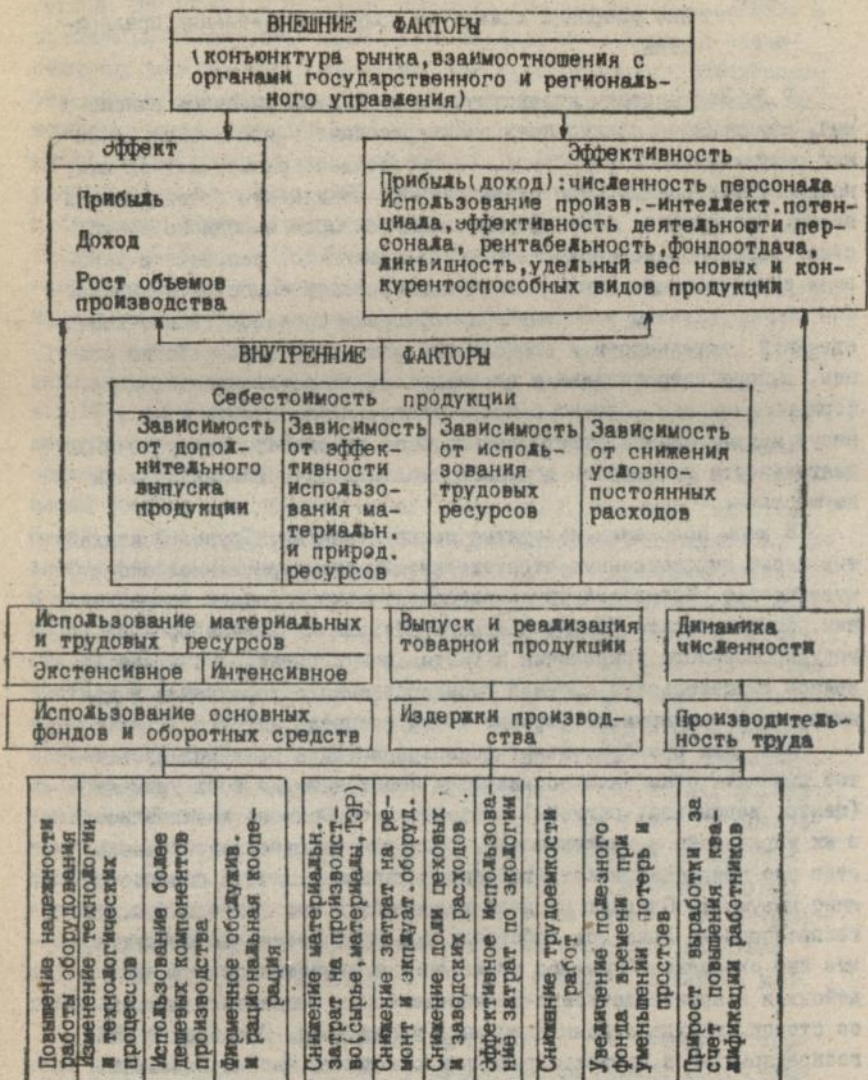 ВНЕШНИЕ ФАКТОРЫ
(конъюнктура рынка,взаимоотношения с
органами государственного и региональ-
ного управления)
Эффект
Прибыль
Доход
Рост объемов
производства
Эффективность
Прибыль(доход):численность персонала
Использование произв.-интеллект.потен-
циала,эффективность деятельности пер-
сонала, рентабельность,фондоотдача,
ликвидность,удельный вес новых и кон-
курентоспособных видов продукции
ВНУТРЕННИЕ ФАКТОРЫ
Себестоимость продукции
Зависимость
от допол-
нительного
выпуска
продукции
Зависимость
от эффек-
тивности
использо-
вания ма-
териальн.
и природ.
ресурсов
Зависимость
от исполь-
зования
трудовых
ресурсов
Зависимость
от снижения
условно-
постоянных
расходов
Использование материальных
и трудовых ресурсов
Экстенсивное Интенсивное
Выпуск и реализация
товарной продукции
Динамика
численности
Использование основных
фондов и оборотных средств
Издержки производ-
ства
Производитель-
ность труда
Повышение надежности
работы оборудования
Изменение технологии
и технологических
процессов
Использование более
дешевых компонентов
производства
Фирменное обслужив.
и рациональная коопе-
рация
Снижение материальн.
затрат на производст-
во(сырье,материалы,ТЭР)
Снижение затрат на ре-
монт и экплуат.оборуд.
Снижение доли цеховых
и заводских расходов
Эффективное использова
ние затрат по экологии
Снижение трудоемкости
работ
Увеличение полезного
фонда времени при
уменьшении потерь и
простоев
Прирост выработки за
счет повышения ква-
лификации работников